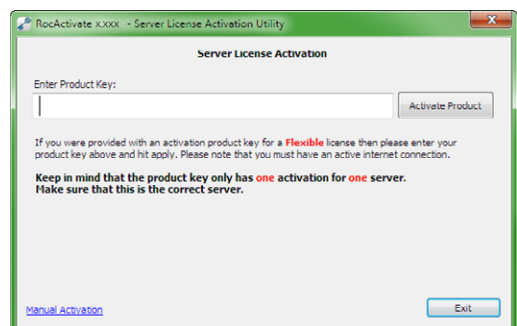 RocActivate x.xxx - Server License Activation Utility
Server License Activation
Enter Product Key:
Activate Product
If you were provided with an activation product key for a Flexible license then please enter your
product key above and hit apply. Please note that you must have an active internet connection.
Keep in mind that the product key only has one activation for one server.
Make sure that this is the correct server.
Manual Activation
Exit